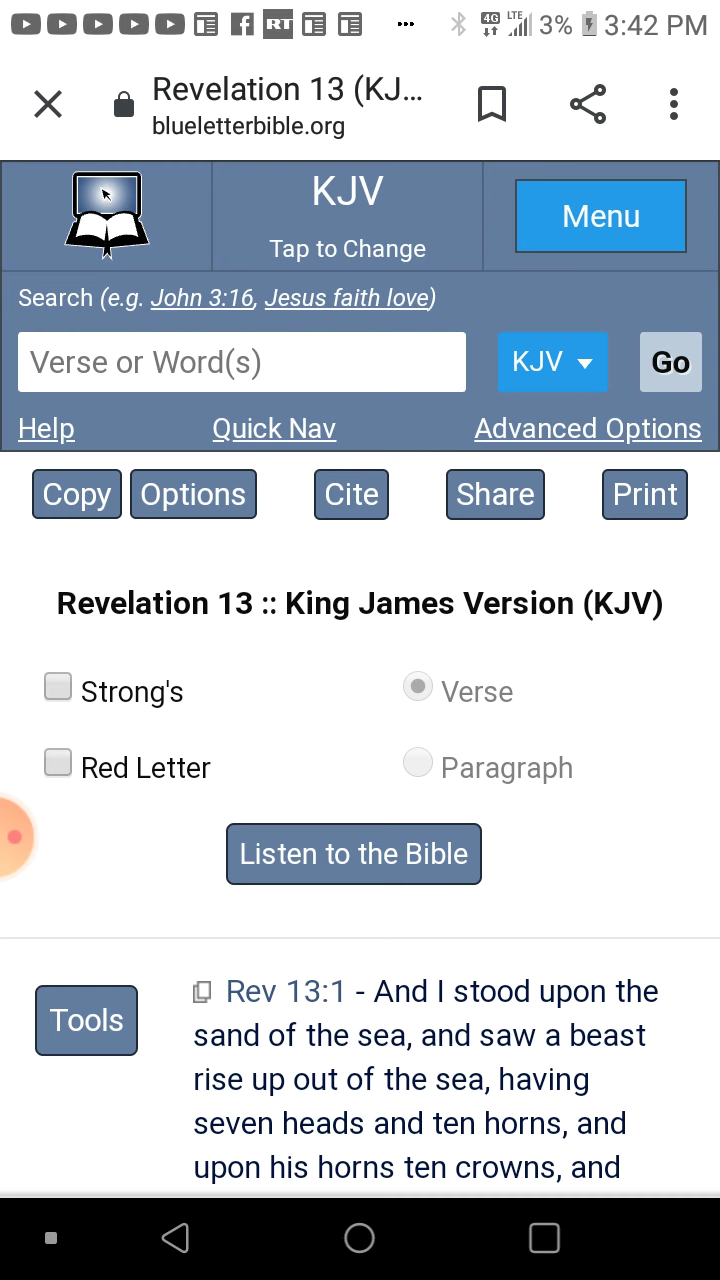 RT 4G LTE 3% 3:42 PM
Revelation 13 (KJ...
blueletterbible.org
KJV
Tap to Change
Menu
Search (e.g. John 3:16, Jesus faith love)
Verse or Word(s) KJV Go
Help Quick Nav Advanced Options
Copy Options Cite Share Print
Revelation 13 :: King James Version (KJV)
Strong's Verse
Red Letter Paragraph
Listen to the Bible
Tools
Rev 13:1 - And I stood upon the
sand of the sea, and saw a beast
rise up out of the sea, having
seven heads and ten horns, and
upon his horns ten crowns, and